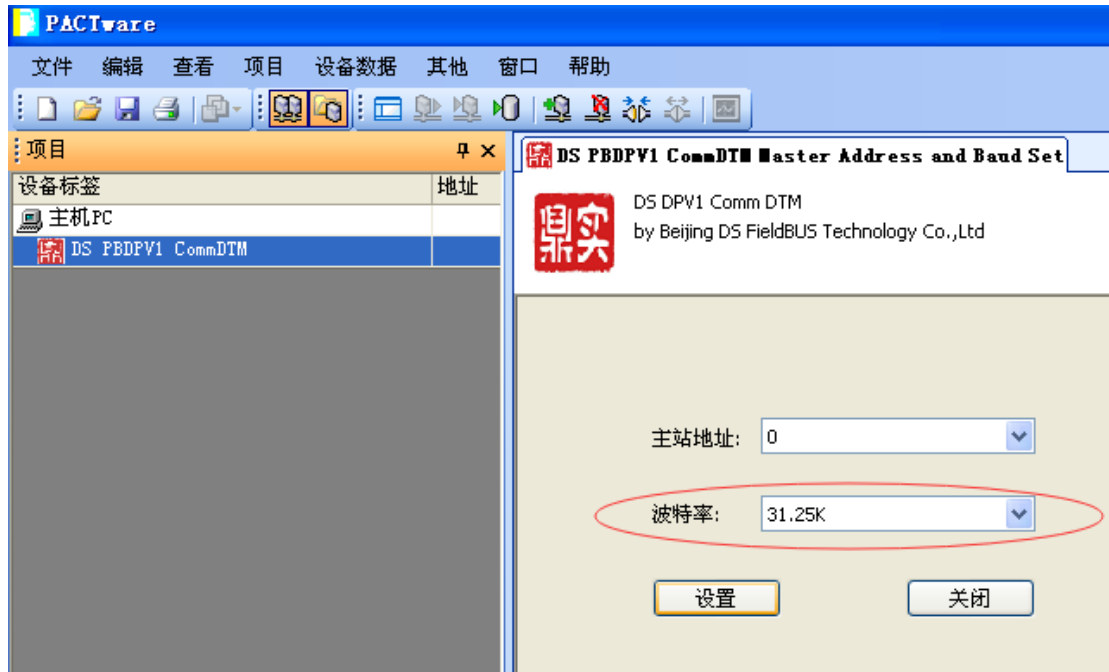 PACTware
文件 编辑 查看 项目 设备数据 其他 窗口 帮助
项目
设备标签 地址
主机PC
DS PBDPV1 CommDTM
DS PBDPV1 CommDTM Master Address and Baud Set
鼎实
DS DPV1 Comm DTM
by Beijing DS FieldBUS Technology Co.,Ltd
主站地址: 0
波特率: 31.25K
设置 关闭